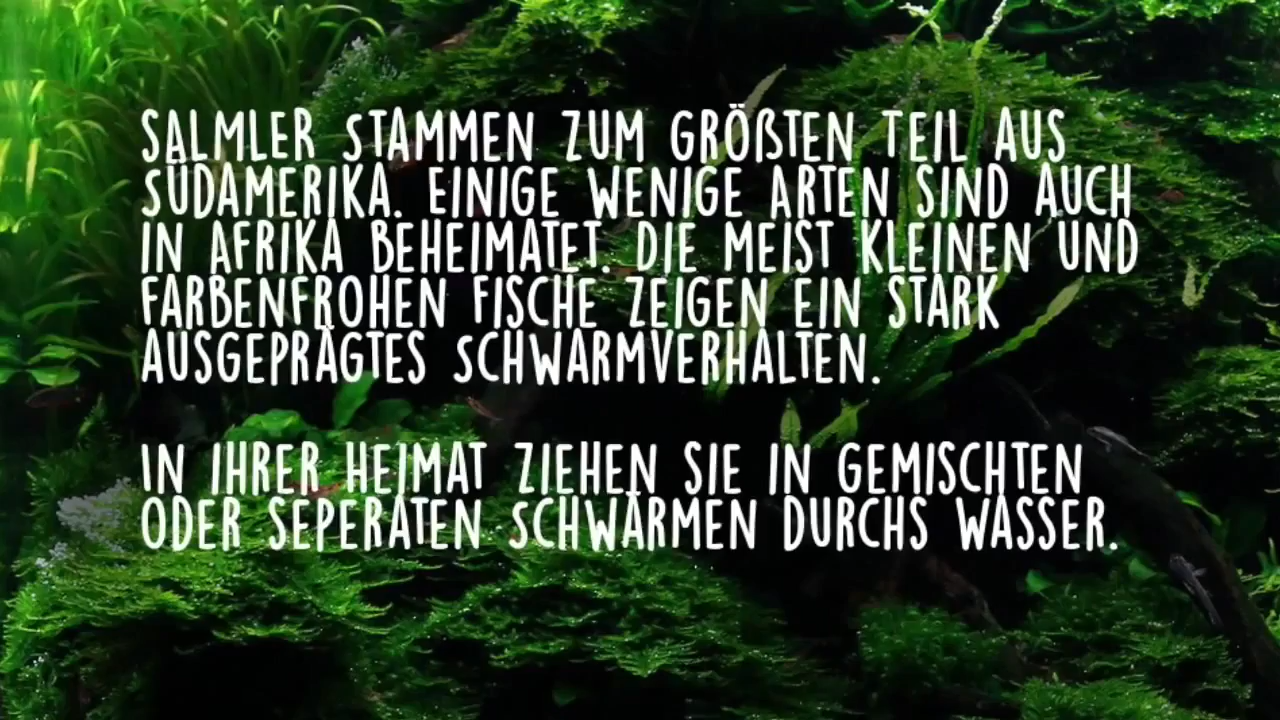 SALMLER STAMMEN ZUM GRÖßTEN TEIL AUS
SÜDAMERIKA. EINIGE WENIGE ARTEN SIND AUCH
IN AFRIKA BEHEIMATET. DIE MEIST KLEINEN UND
FARBENFROHEN FISCHE ZEIGEN EIN STARK
AUSGEPRÄGTES SCHWARMVERHALTEN.
IN IHRER HEIMAT ZIEHEN SIE IN GEMISCHTEN
ODER SEPERATEN SCHWÄRMEN DURCHS WASSER.